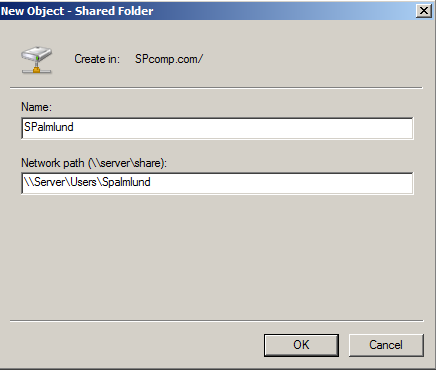 New Object - Shared Folder
Create in: SPcomp.com/
Name:
SPalmlund
Network path (\\server\share):
\\Server\Users\Spalmlund
OK Cancel